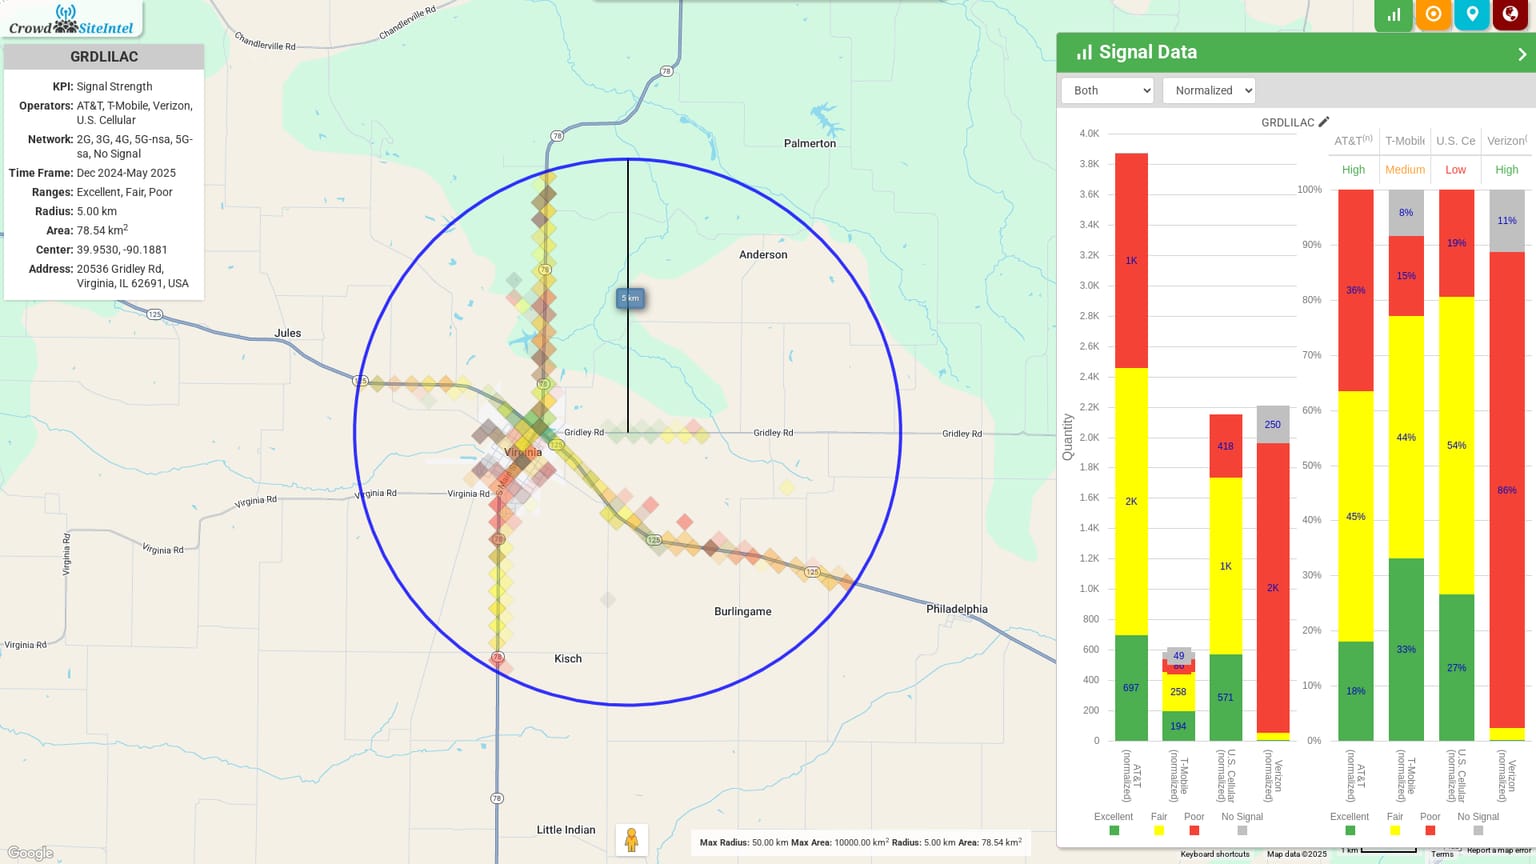 Crowd SiteIntel
GRDLILAC
KPI: Signal Strength
Operators: AT&T, T-Mobile, Verizon,
U.S. Cellular
Network: 2G, 3G, 4G, 5G-nsa, 5G-
sa, No Signal
Time Frame: Dec 2024-May 2025
Ranges: Excellent, Fair, Poor
Radius: 5.00 km
Area: 78.54 km2
Center: 39.9530, -90.1881
Address: 20536 Gridley Rd,
Virginia, IL 62691, USA
Chandlerville Rd
Chandlerville Rd
78
78
Palmerton
Anderson
78
5 km
125
Jules
125
78
Gridley Rd
Gridley Rd
Gridley Rd
125
Virginia
S Main
Virginia Rd
Virginia Rd
Virginia Rd
Virginia Rd
Virginia Rd
Virginia Rd
78
125
125
Burlingame
Philadelphia
Kisch
78
78
Little Indian
Google
Max Radius: 50.00 km Max Area: 10000.00 km2 Radius: 5.00 km Area: 78.54 km2
Signal Data
Both
Normalized
GRDLILAC
Quantity
4.0K
3.8K
3.6K
3.4K
3.2K
3.0K
2.8K
2.6K
2.4K
2.2K
2.0K
1.8K
1.6K
1.4K
1.2K
1.0K
800
600
400
200
0
1K
2K
697
49
258
194
418
1K
571
250
2K
AT&T (normalized)
T-Mobile (normalized)
U.S. Cellular (normalized)
Verizon (normalized)
Excellent Fair Poor No Signal
AT&T(n) T-Mobile U.S. Ce Verizon(
High Medium Low High
100%
90%
80%
70%
60%
50%
40%
30%
20%
10%
0%
36%
45%
18%
8%
15%
44%
33%
19%
54%
27%
11%
86%
AT&T (normalized)
T-Mobile (normalized)
U.S. Cellular (normalized)
Verizon (normalized)
Excellent Fair Poor No Signal
Keyboard shortcuts
Map data ©2025
1 km
Terms
Report a map error